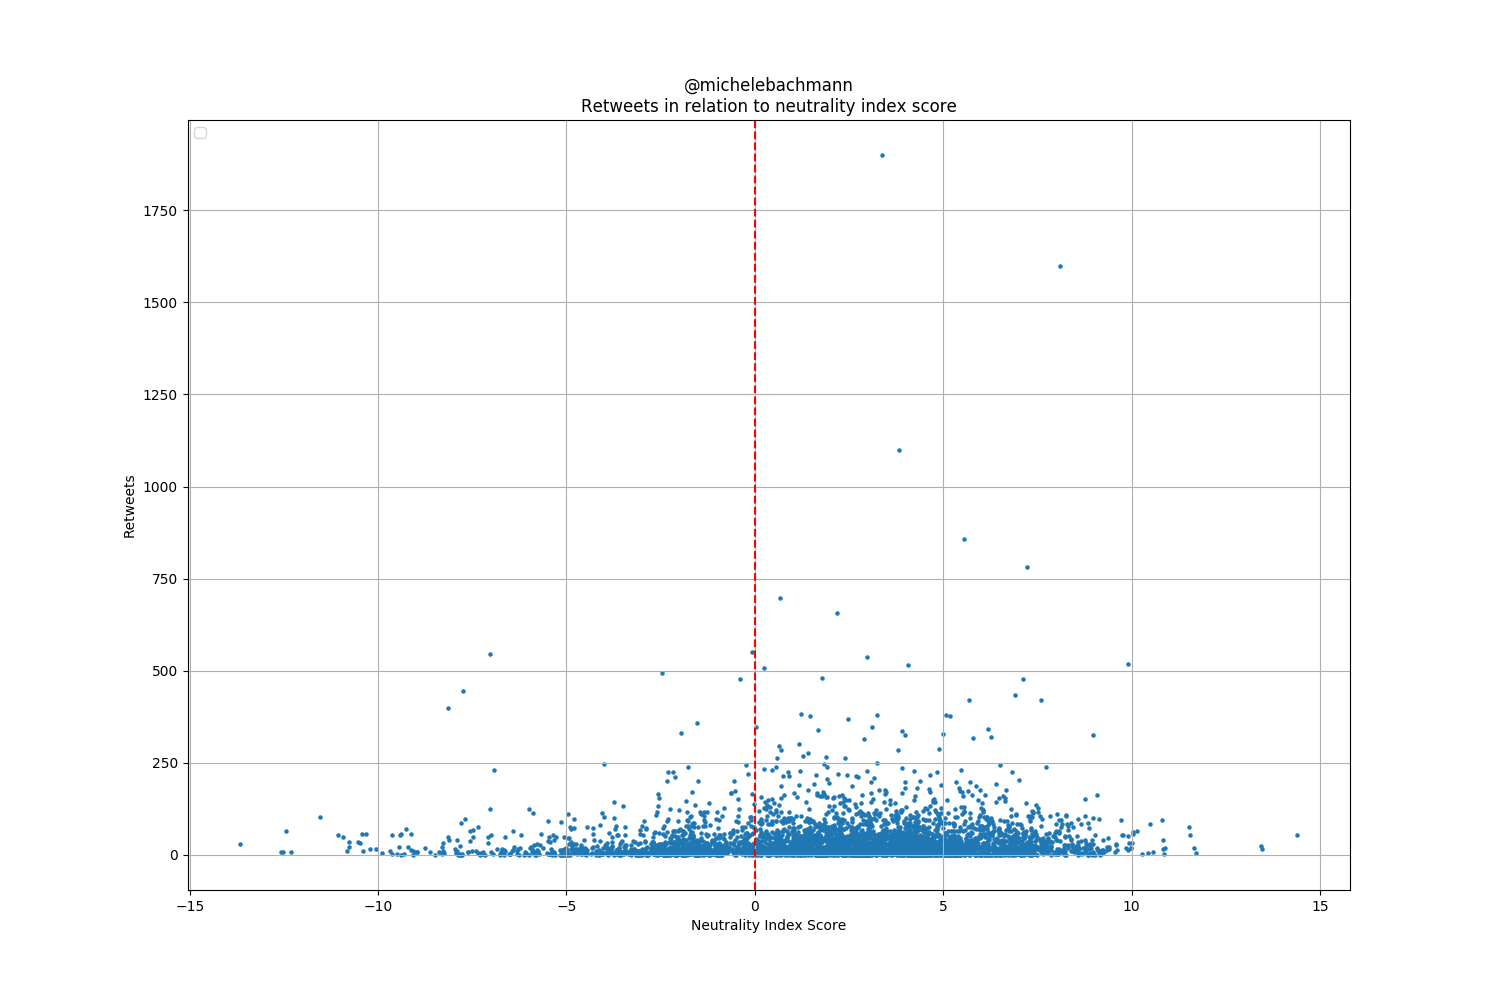 @michelebachmann
Retweets in relation to neutrality index score
1750
1500
1250
1000
750
500
250
0
Retweets
−15 −10 −5 0 5 10 15
Neutrality Index Score